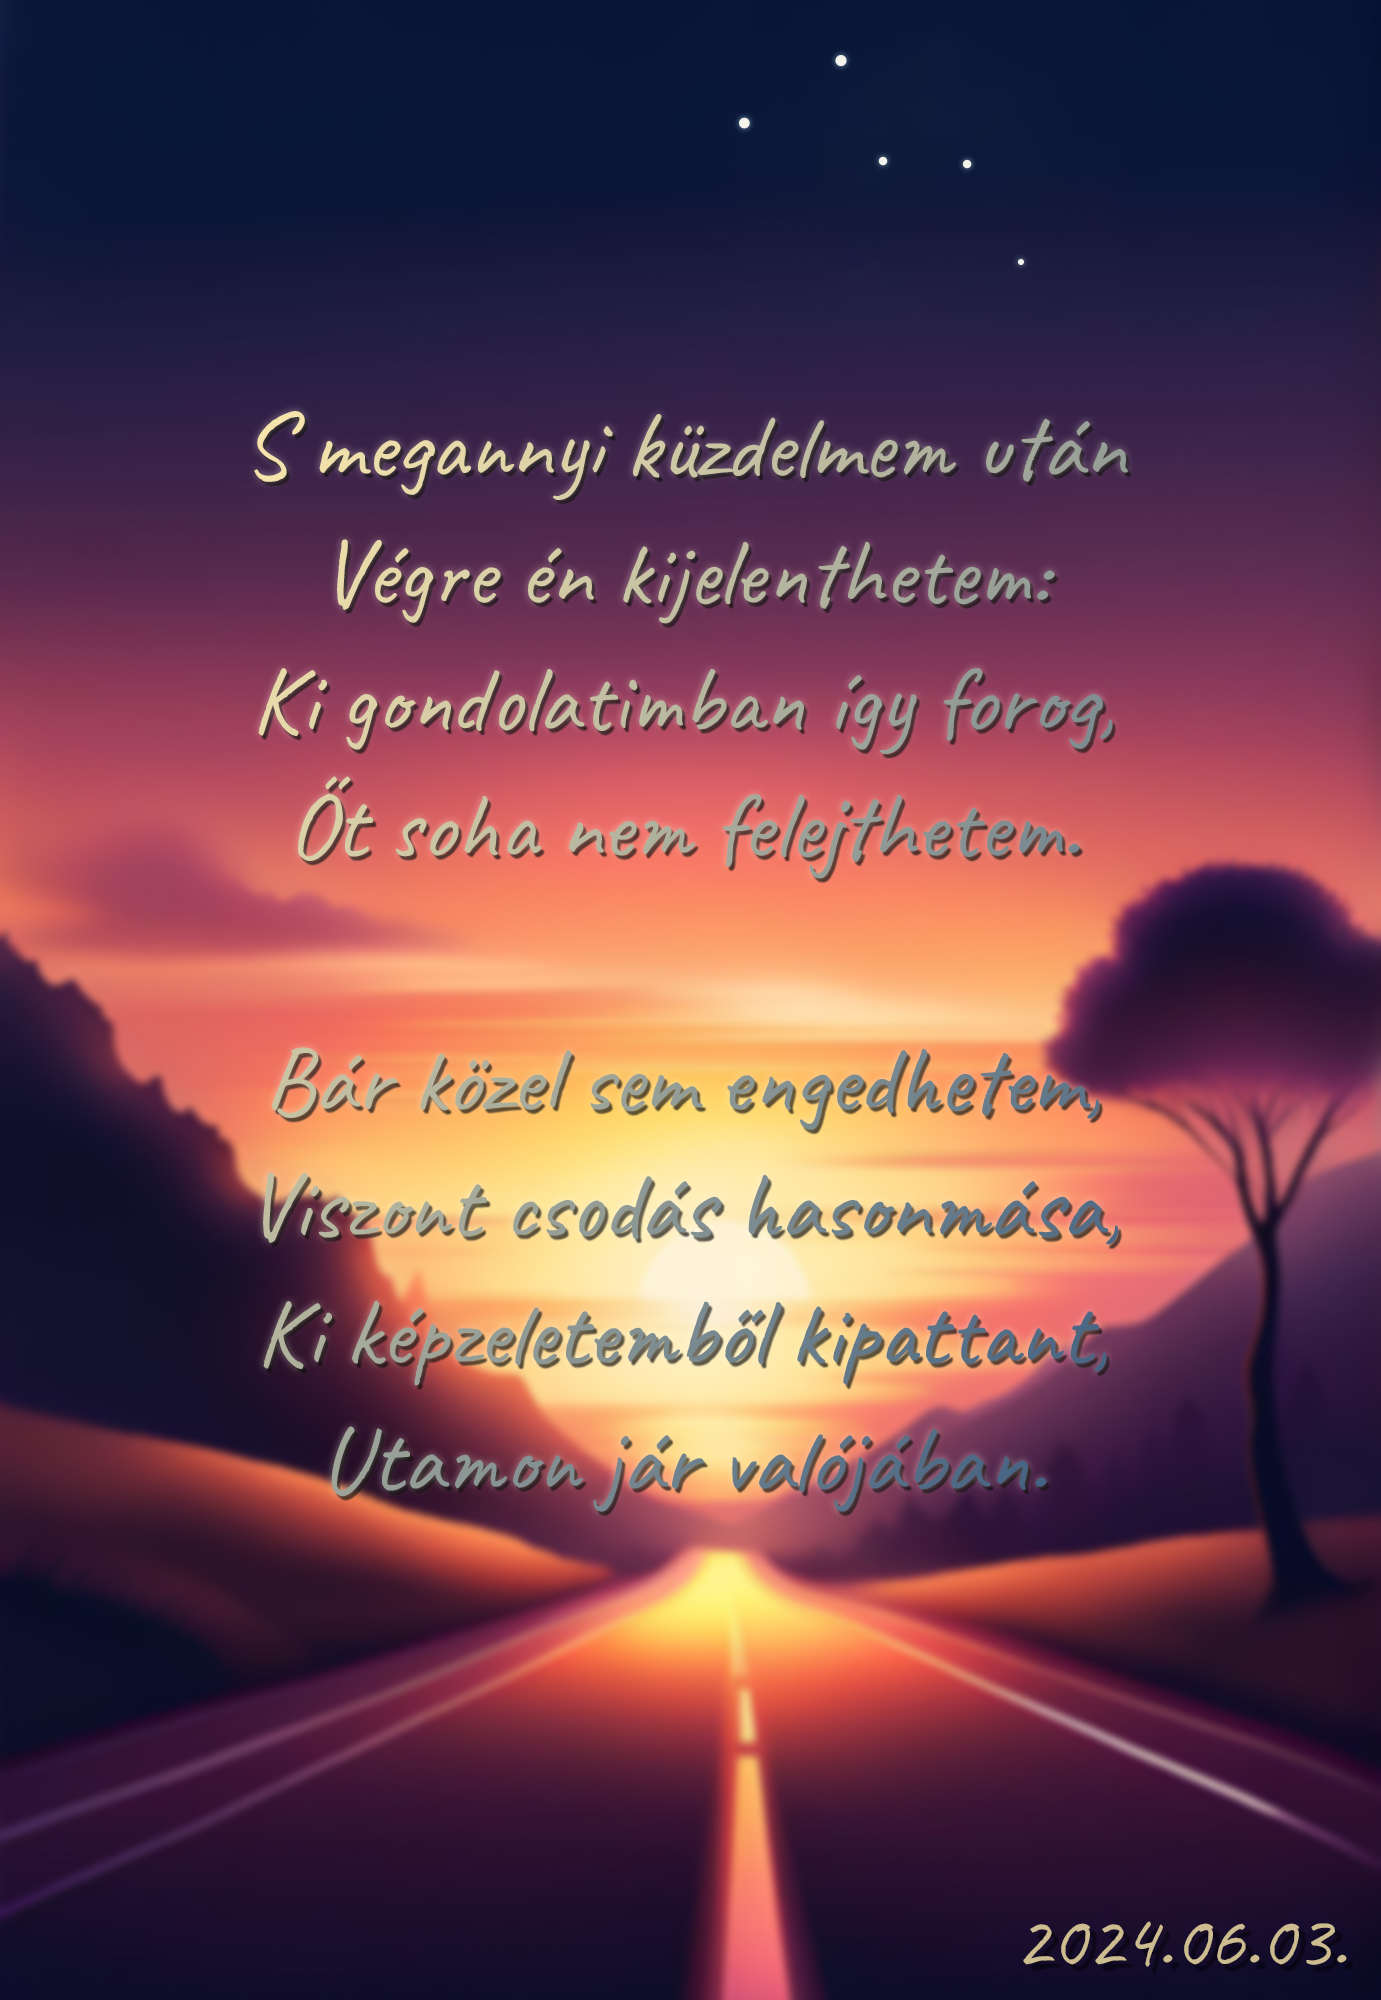 S megannyi küzdelmem után
Végre én kijelenthetem:
Ki gondolatimban így forog,
Őt soha nem felejthetem.
Bár közel sem engedhetem,
Viszont csodás hasonmása,
Ki képzeletemből kipattant,
Utamon jár valójában.
2024.06.03.